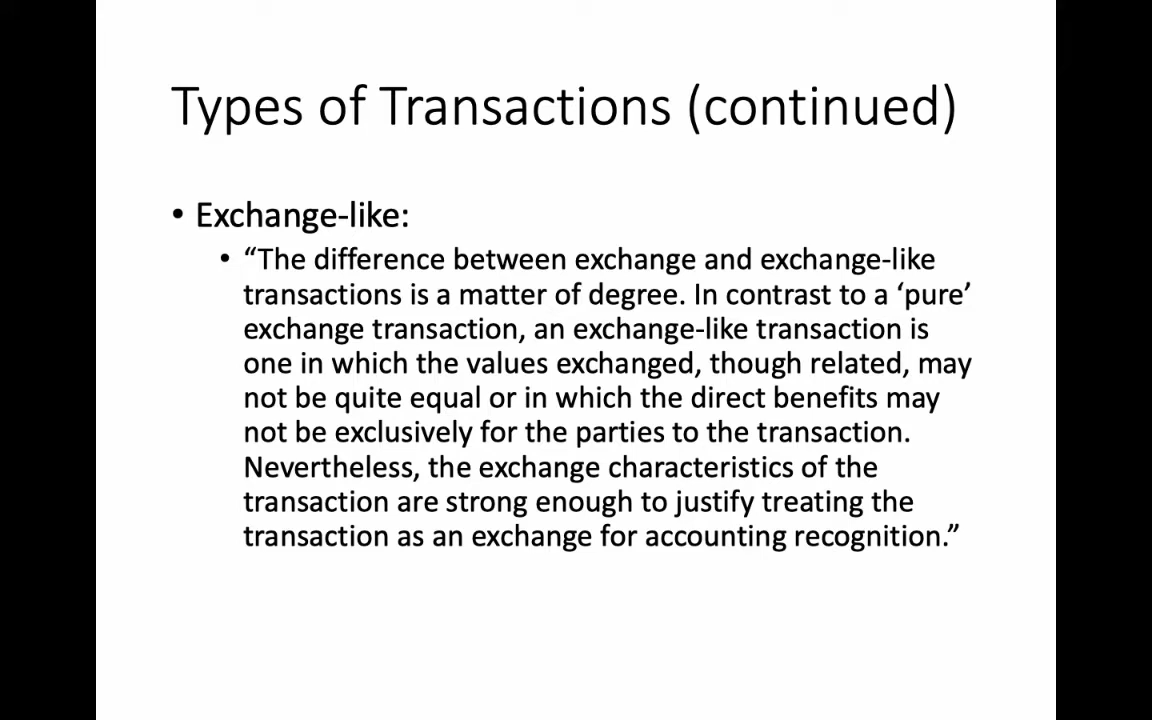 Types of Transactions (continued)
• Exchange-like:
• “The difference between exchange and exchange-like
transactions is a matter of degree. In contrast to a ‘pure’
exchange transaction, an exchange-like transaction is
one in which the values exchanged, though related, may
not be quite equal or in which the direct benefits may
not be exclusively for the parties to the transaction.
Nevertheless, the exchange characteristics of the
transaction are strong enough to justify treating the
transaction as an exchange for accounting recognition.”